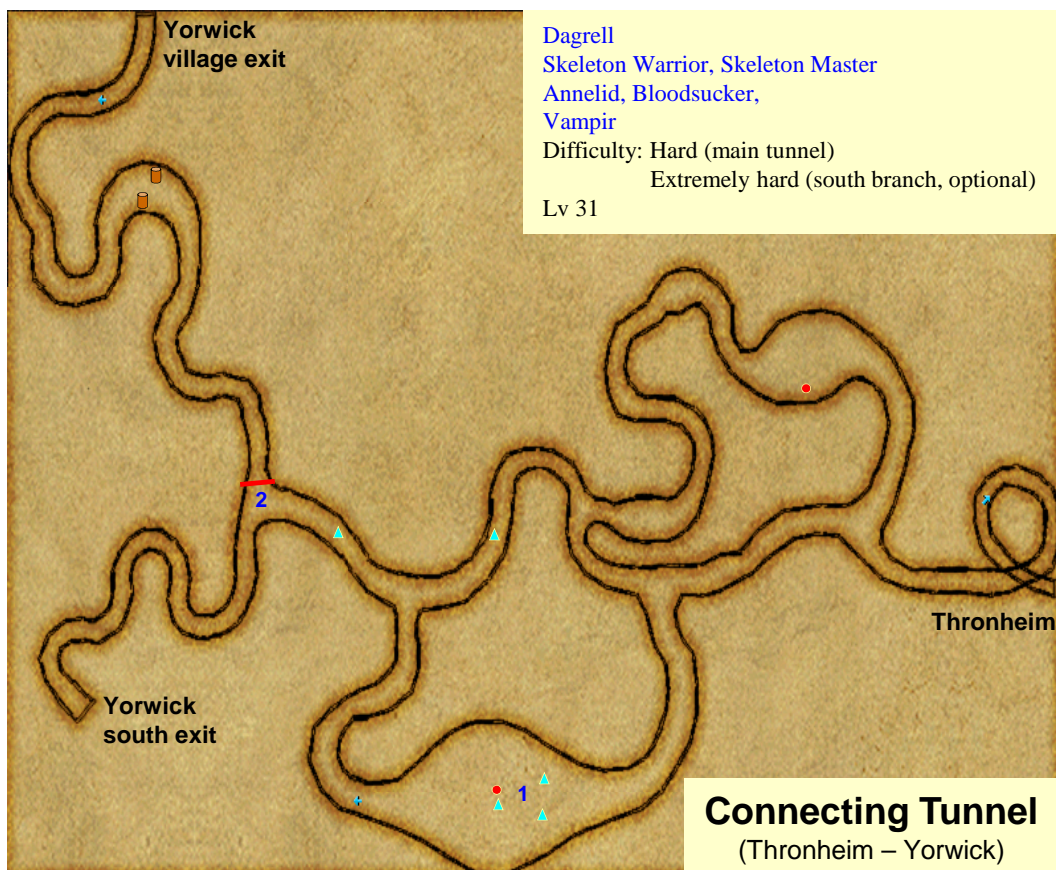 Yorwick
village exit
Dagrell
Skeleton Warrior, Skeleton Master
Annelid, Bloodsucker,
Vampir
Difficulty: Hard (main tunnel)
Extremely hard (south branch, optional)
Lv 31
2
Thronheim
Yorwick
south exit
1
Connecting Tunnel
(Thronheim – Yorwick)